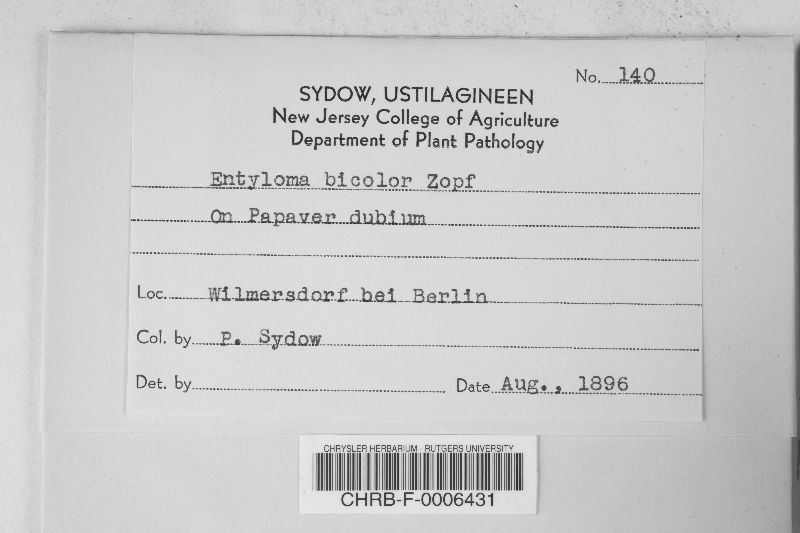 No. 140
SYDOW, USTILAGINEEN
New Jersey College of Agriculture
Department of Plant Pathology
Entyloma bicolor Zopf
On Papaver dubium
Loc. Wilmersdorf bei Berlin
Col. by P. Sydow
Det. by Date Aug., 1896
CHRYSLER HERBARIUM - RUTGERS UNIVERSITY
CHRB-F-0006431